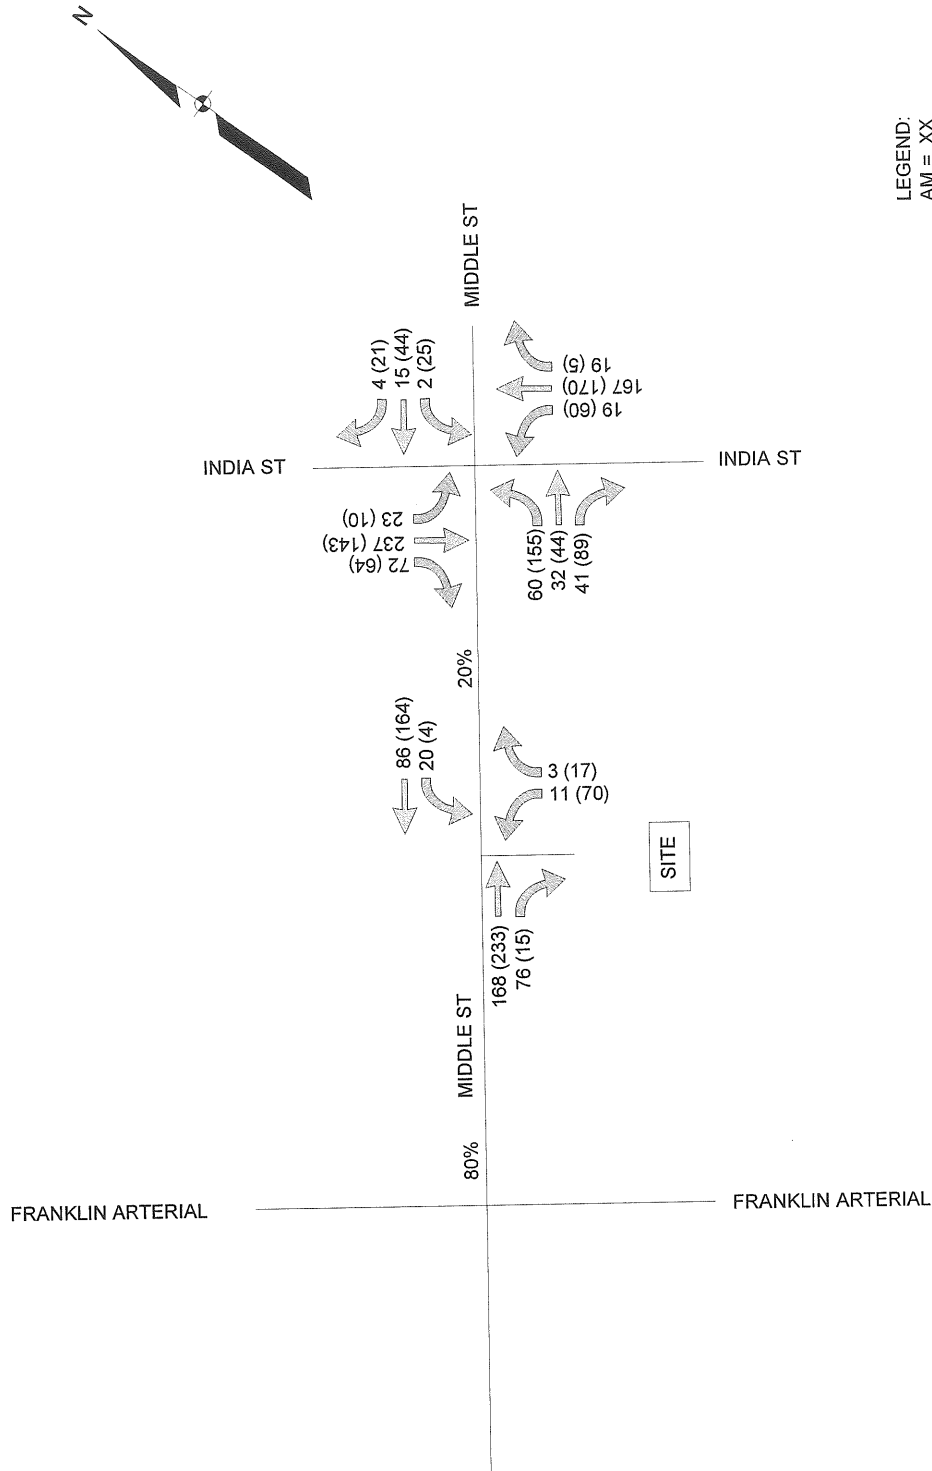 N
LEGEND:
AM = XX
MIDDLE ST
4 (21)
15 (44)
2 (25)
19 (5)
167 (170)
19 (60)
INDIA ST
INDIA ST
23 (10)
237 (143)
72 (64)
60 (155)
32 (44)
41 (89)
20%
86 (164)
20 (4)
3 (17)
11 (70)
SITE
168 (233)
76 (15)
MIDDLE ST
80%
FRANKLIN ARTERIAL
FRANKLIN ARTERIAL